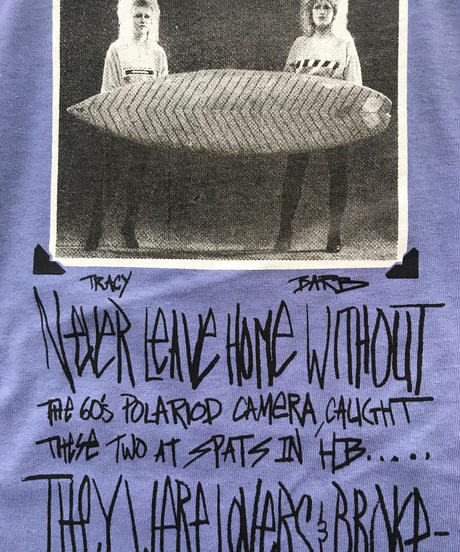 TRACY BARB
NEVER LEAVE HOME WITHOUT
THE 60'S POLARIOD CAMERA, CAUGHT
THESE TWO AT SPATS IN HB.....
THEY WERE LOVERS & BROKE-